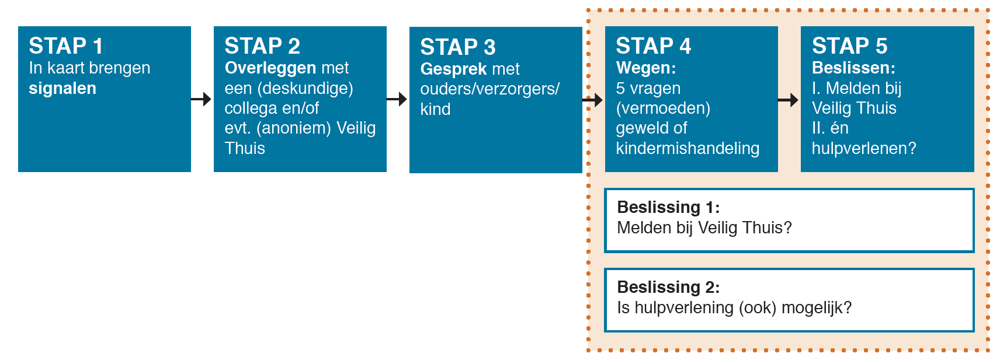 STAP 1
In kaart brengen
signalen
STAP 2
Overleggen met
een (deskundige)
collega en/of
evt. (anoniem) Veilig
Thuis
STAP 3
Gesprek met
ouders/verzorgers/
kind
STAP 4
Wegen:
5 vragen
(vermoeden)
geweld of
kindermishandeling
STAP 5
Beslissen:
I. Melden bij
Veilig Thuis
II. én
hulpverlenen?
Beslissing 1:
Melden bij Veilig Thuis?
Beslissing 2:
Is hulpverlening (ook) mogelijk?